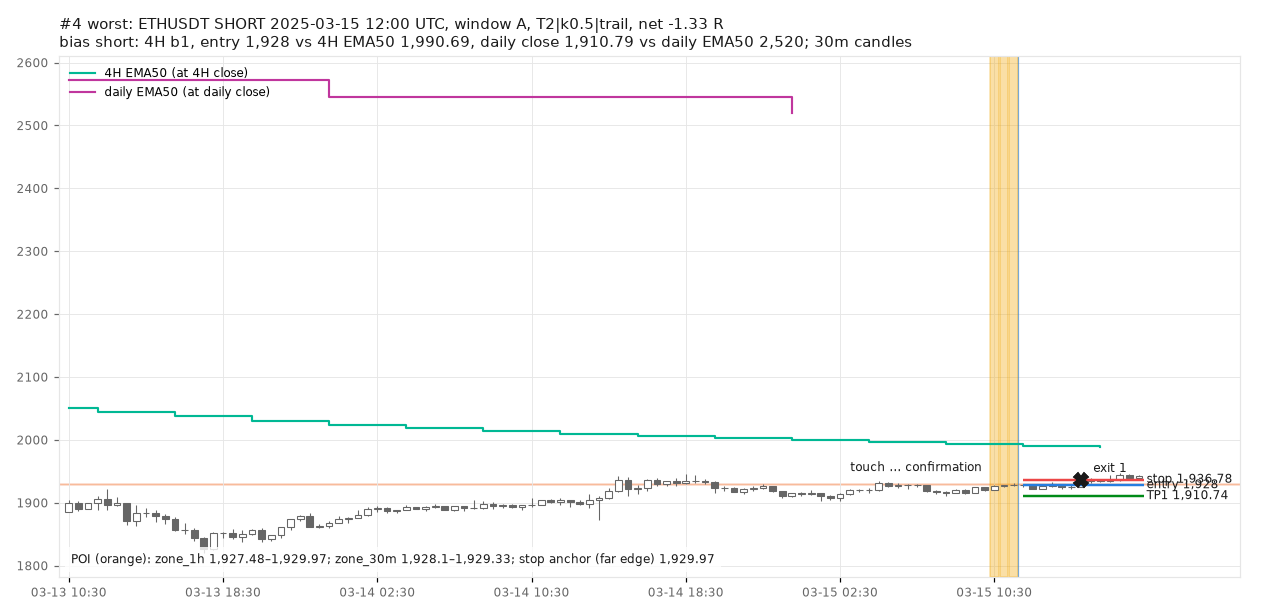 #4 worst: ETHUSDT SHORT 2025-03-15 12:00 UTC, window A, T2|k0.5|trail, net -1.33 R
bias short: 4H b1, entry 1,928 vs 4H EMA50 1,990.69, daily close 1,910.79 vs daily EMA50 2,520; 30m candles
2600
4H EMA50 (at 4H close)
daily EMA50 (at daily close)
2500
2400
2300
2200
2100
2000
touch ... confirmation
exit 1
stop 1,936.78
entry 1,928
TP1 1,910.74
1900
POI (orange): zone_1h 1,927.48–1,929.97; zone_30m 1,928.1–1,929.33; stop anchor (far edge) 1,929.97
1800
03-13 10:30 03-13 18:30 03-14 02:30 03-14 10:30 03-14 18:30 03-15 02:30 03-15 10:30